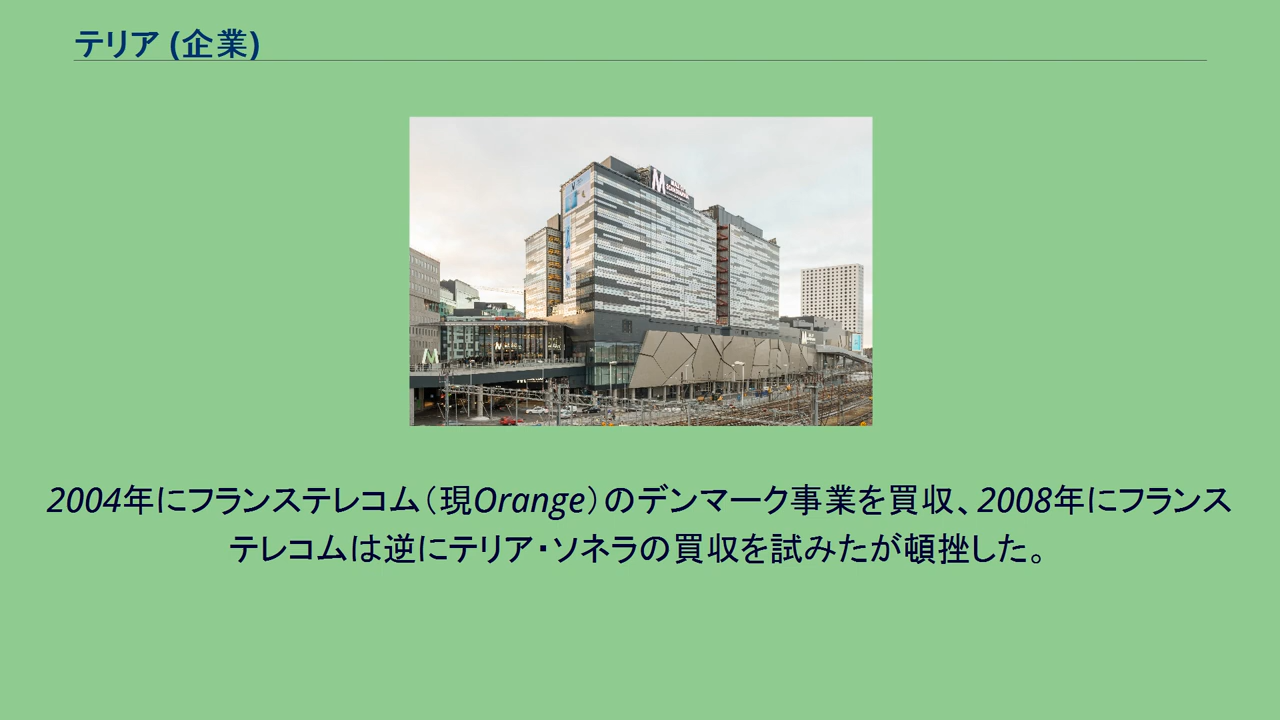 テリア (企業)
M
2004年にフランステレコム（現Orange）のデンマーク事業を買収、2008年にフランス
テレコムは逆にテリア・ソネラの買収を試みたが頓挫した。